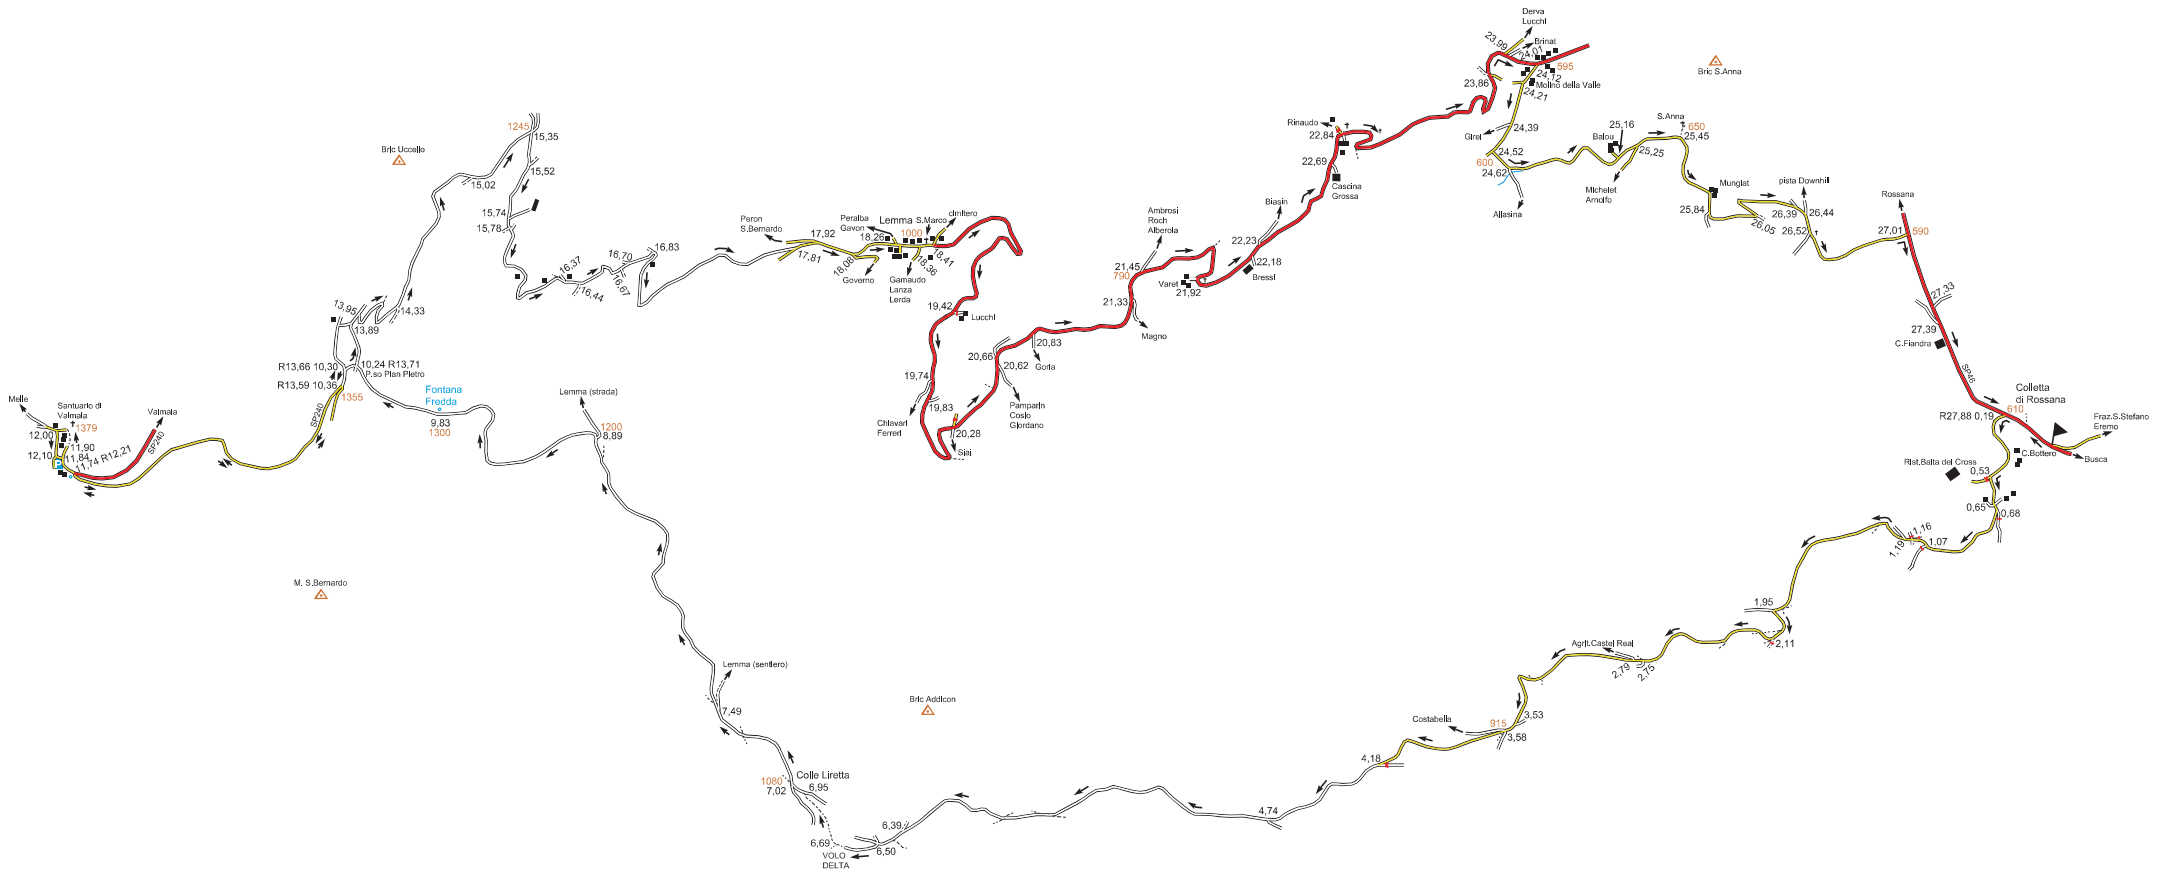 Derva
Lucchi
23,99
Brinat
24,01
595
24,12
Molino della Valle
24,21
23,86
Bric S.Anna
1245
15,35
Bric Uccello
15,02
15,52
15,74
15,78
Rinaudo
22,84
22,69
Cascina
Grossa
Girel
24,39
24,52
600
24,62
Allasina
Balou
25,16
25,25
Michelet
Arnolfo
S.Anna
650
25,45
Mungiat
25,84
26,05
pista Downhill
26,39
26,44
26,52
Rossana
27,01
590
Peron
S.Bernardo
17,92
17,81
Peralba
Gavon
Lemma
S.Marco
cimitero
18,26
1000
18,08
18,36
18,41
Governo
Garnaudo
Lanza
Lerda
16,37
16,44
16,70
16,67
16,83
Ambrosi
Roch
Alberola
21,45
790
21,33
Magno
Varet
21,92
Biasin
22,23
22,18
Bressi
13,95
13,89
14,33
19,42
Lucchi
27,33
27,39
C.Fiandra
SP46
R13,66 10,30
R13,59 10,36
10,24 R13,71
P.so Pian Pietro
1355
SP240
Fontana
Fredda
9,83
1300
20,66
20,62
20,83
Gorla
Pamparin
Coslo
Giordano
19,74
19,83
Chiavari
Ferreri
20,28
Siai
Lemma (strada)
1200
8,89
Melle
Santuario di
Valmala
1379
12,00
11,90
11,84
12,10
11,74 R12,21
Valmala
SP240
Colletta
di Rossana
R27,88 0,19
610
Fraz.S.Stefano
Eremo
C.Bottero
Busca
Rist.Baita del Cross
0,53
0,65
0,68
1,16
1,19
1,07
M. S.Bernardo
1,95
2,11
Agrit.Castel Real
2,79
2,75
Lemma (sentiero)
7,49
Bric Addicon
Costabella
915
3,53
3,58
4,18
Colle Liretta
1080
7,02
6,95
4,74
6,39
6,50
6,69
VOLO
DELTA